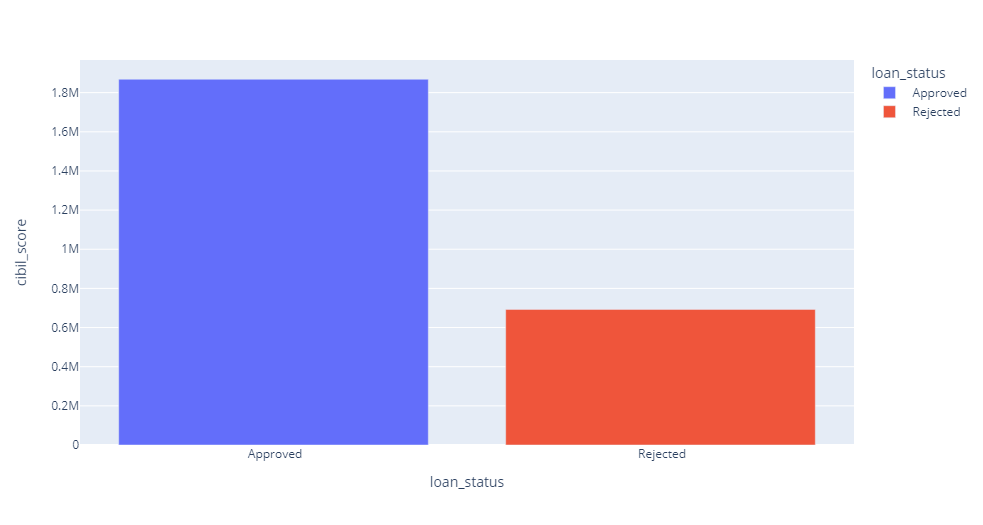 loan_status
Approved
Rejected
cibil_score
1.8M
1.6M
1.4M
1.2M
1M
0.8M
0.6M
0.4M
0.2M
0
Approved
Rejected
loan_status